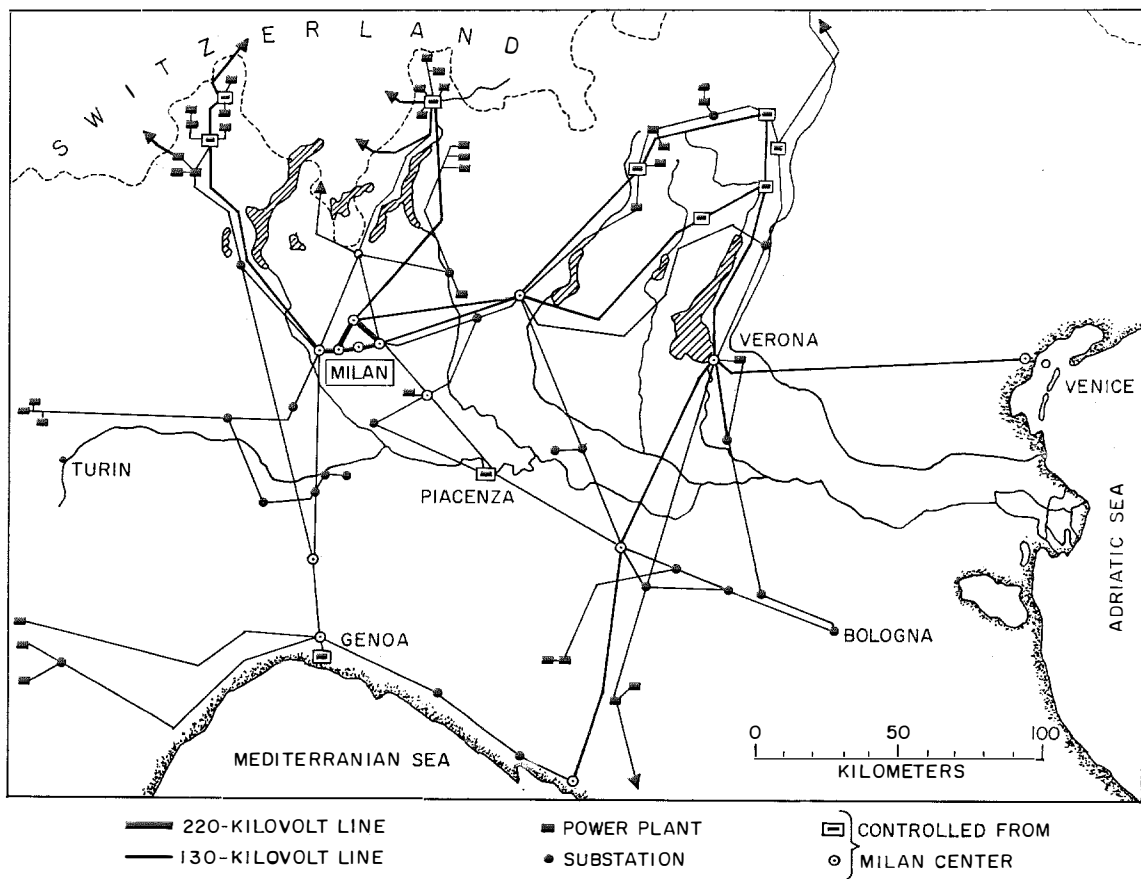 SWITZERLAND
MILAN
VERONA
VENICE
TURIN
PIACENZA
ADRIATIC SEA
GENOA
BOLOGNA
MEDITERRANIAN SEA
0 50 100
KILOMETERS
220-KILOVOLT LINE
130-KILOVOLT LINE
POWER PLANT
SUBSTATION
CONTROLLED FROM
MILAN CENTER